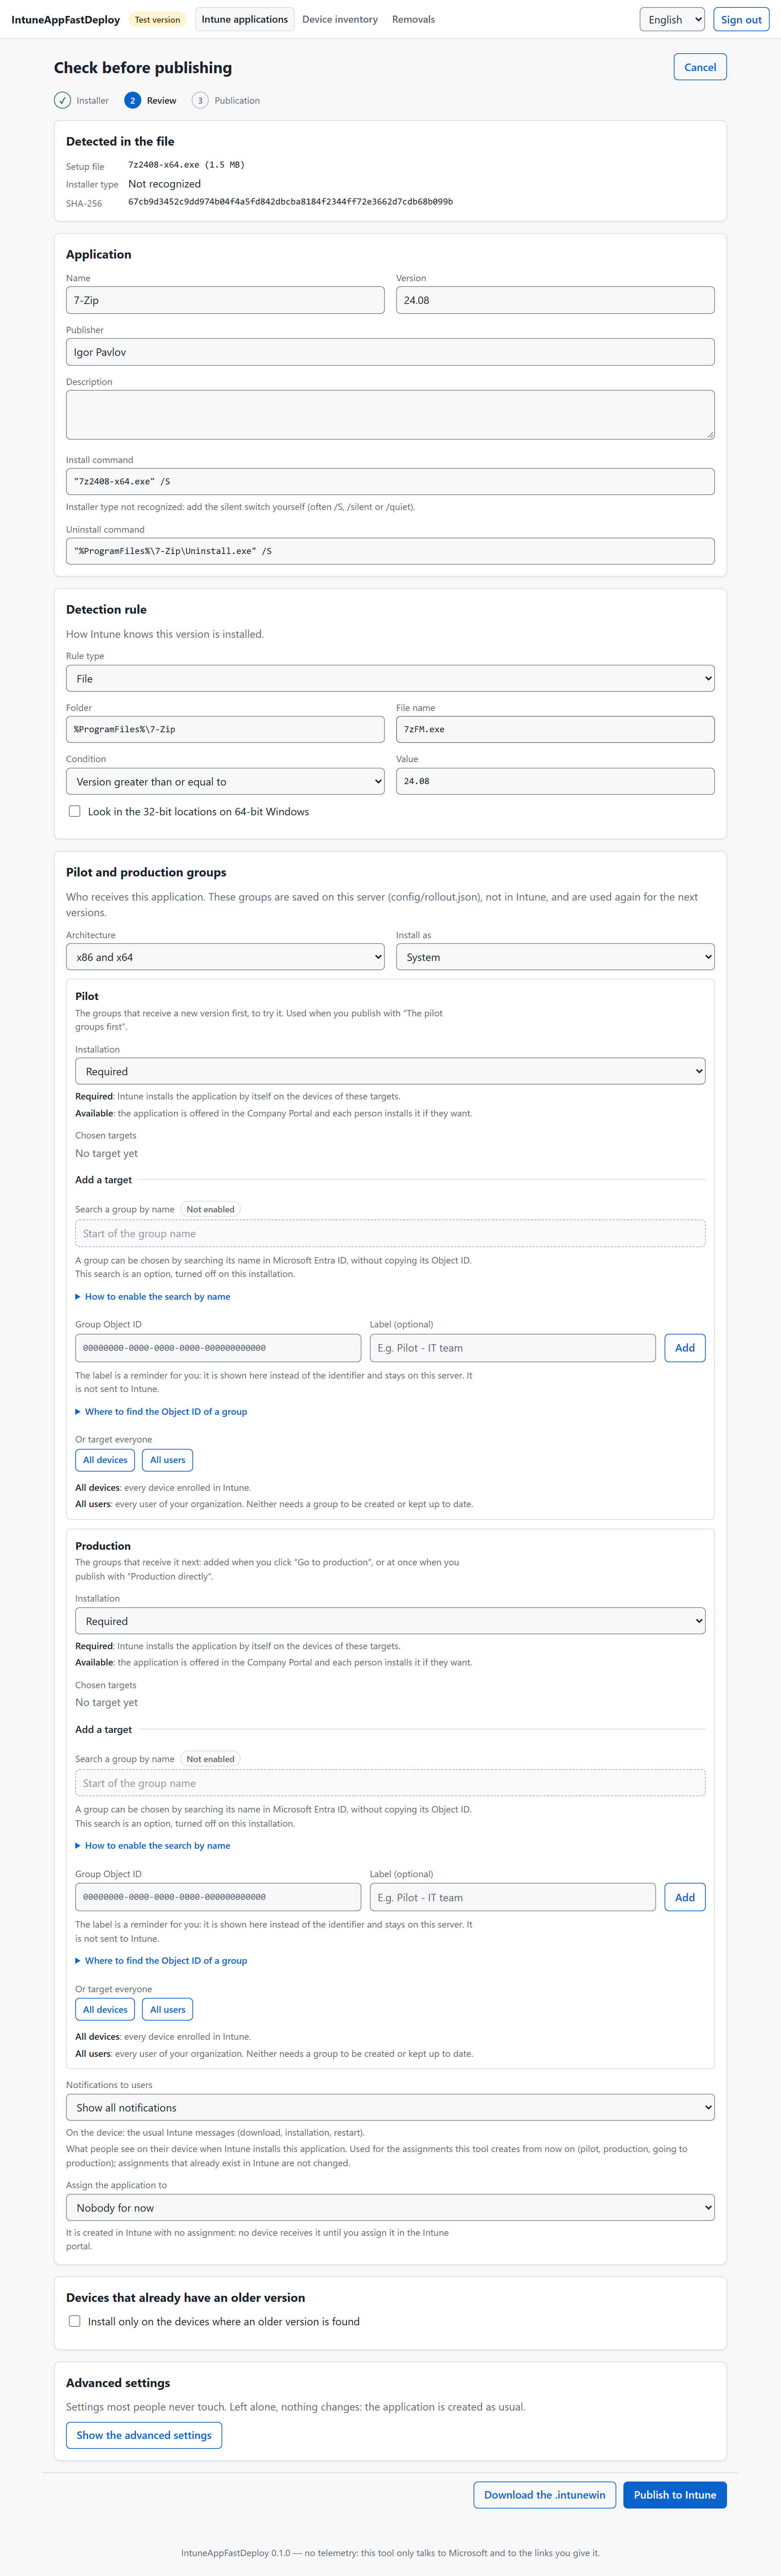 IntuneAppFastDeploy Test version Intune applications Device inventory Removals English Sign out
Check before publishing Cancel
✓ Installer 2 Review 3 Publication
Detected in the file
Setup file 7z2408-x64.exe (1.5 MB)
Installer type Not recognized
SHA-256 67cb9d3452c9dd974b04f4a5fd842dbcba8184f2344ff72e3662d7cdb68b099b
Application
Name Version
7-Zip 24.08
Publisher
Igor Pavlov
Description
Install command
"7z2408-x64.exe" /S
Installer type not recognized: add the silent switch yourself (often /S, /silent or /quiet).
Uninstall command
"%ProgramFiles%\7-Zip\Uninstall.exe" /S
Detection rule
How Intune knows this version is installed.
Rule type
File
Folder File name
%ProgramFiles%\7-Zip 7zFM.exe
Condition Value
Version greater than or equal to 24.08
Look in the 32-bit locations on 64-bit Windows
Pilot and production groups
Who receives this application. These groups are saved on this server (config/rollout.json), not in Intune, and are used again for the next
versions.
Architecture Install as
x86 and x64 System
Pilot
The groups that receive a new version first, to try it. Used when you publish with “The pilot
groups first”.
Installation
Required
Required: Intune installs the application by itself on the devices of these targets.
Available: the application is offered in the Company Portal and each person installs it if they want.
Chosen targets
No target yet
Add a target
Search a group by name Not enabled
Start of the group name
A group can be chosen by searching its name in Microsoft Entra ID, without copying its Object ID.
This search is an option, turned off on this installation.
How to enable the search by name
Group Object ID Label (optional)
00000000-0000-0000-0000-000000000000 E.g. Pilot - IT team Add
The label is a reminder for you: it is shown here instead of the identifier and stays on this server. It
is not sent to Intune.
Where to find the Object ID of a group
Or target everyone
All devices All users
All devices: every device enrolled in Intune.
All users: every user of your organization. Neither needs a group to be created or kept up to date.
Production
The groups that receive it next: added when you click “Go to production”, or at once when you
publish with “Production directly”.
Installation
Required
Required: Intune installs the application by itself on the devices of these targets.
Available: the application is offered in the Company Portal and each person installs it if they want.
Chosen targets
No target yet
Add a target
Search a group by name Not enabled
Start of the group name
A group can be chosen by searching its name in Microsoft Entra ID, without copying its Object ID.
This search is an option, turned off on this installation.
How to enable the search by name
Group Object ID Label (optional)
00000000-0000-0000-0000-000000000000 E.g. Pilot - IT team Add
The label is a reminder for you: it is shown here instead of the identifier and stays on this server. It
is not sent to Intune.
Where to find the Object ID of a group
Or target everyone
All devices All users
All devices: every device enrolled in Intune.
All users: every user of your organization. Neither needs a group to be created or kept up to date.
Notifications to users
Show all notifications
On the device: the usual Intune messages (download, installation, restart).
What people see on their device when Intune installs this application. Used for the assignments this tool creates from now on (pilot, production, going to
production); assignments that already exist in Intune are not changed.
Assign the application to
Nobody for now
It is created in Intune with no assignment: no device receives it until you assign it in the Intune
portal.
Devices that already have an older version
Install only on the devices where an older version is found
Advanced settings
Settings most people never touch. Left alone, nothing changes: the application is created as usual.
Show the advanced settings
Download the .intunewin Publish to Intune
IntuneAppFastDeploy 0.1.0 — no telemetry: this tool only talks to Microsoft and to the links you give it.